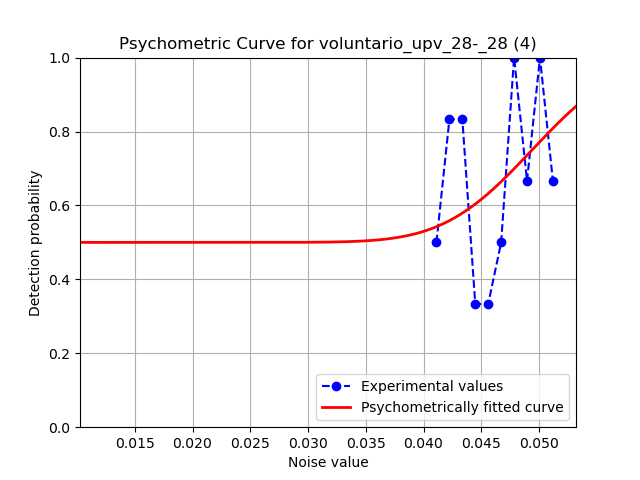 Psychometric Curve for voluntario_upv_28-_28 (4)
1.0
0.8
0.6
0.4
0.2
0.0
Detection probability
Experimental values
Psychometrically fitted curve
0.015 0.020 0.025 0.030 0.035 0.040 0.045 0.050
Noise value